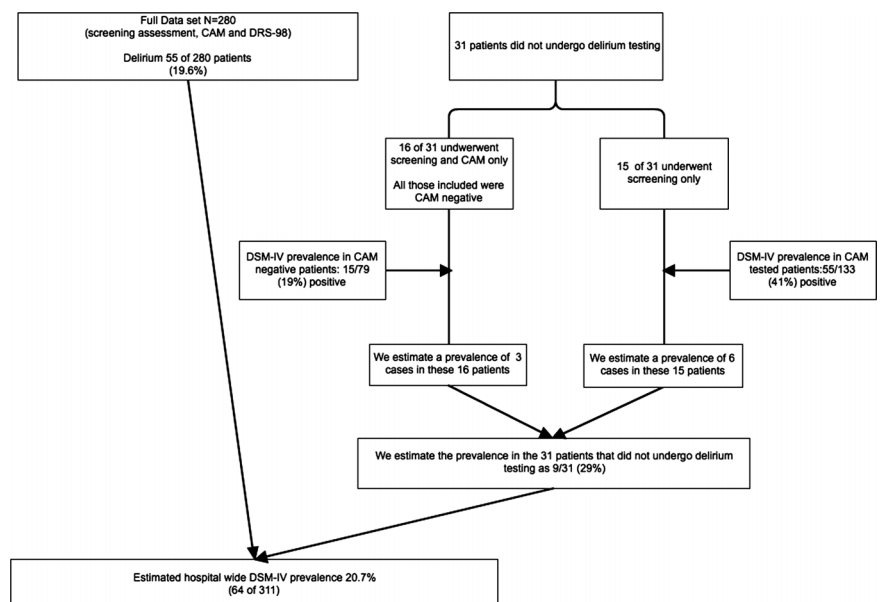 Full Data set N=280
(screening assessment, CAM and DRS-98)
Delirium 55 of 280 patients
(19.6%)
31 patients did not undergo delirium testing
16 of 31 undwerwent
screening and CAM only
All those included were
CAM negative
15 of 31 underwent
scrreening only
DSM-IV prevalence in CAM
negative patients: 15/79
(19%) positive
DSM-IV prevalence in CAM
tested patients:55/133
(41%) positive
We estimate a prevalence of 3
cases in these 16 patients
We estimate a prevalence of 6
cases in these 15 patients
We estimate the prevalence in the 31 patients that did not undergo delirium
testing as 9/31 (29%)
Estimated hospital wide DSM-IV prevalence 20.7%
(64 of 311)